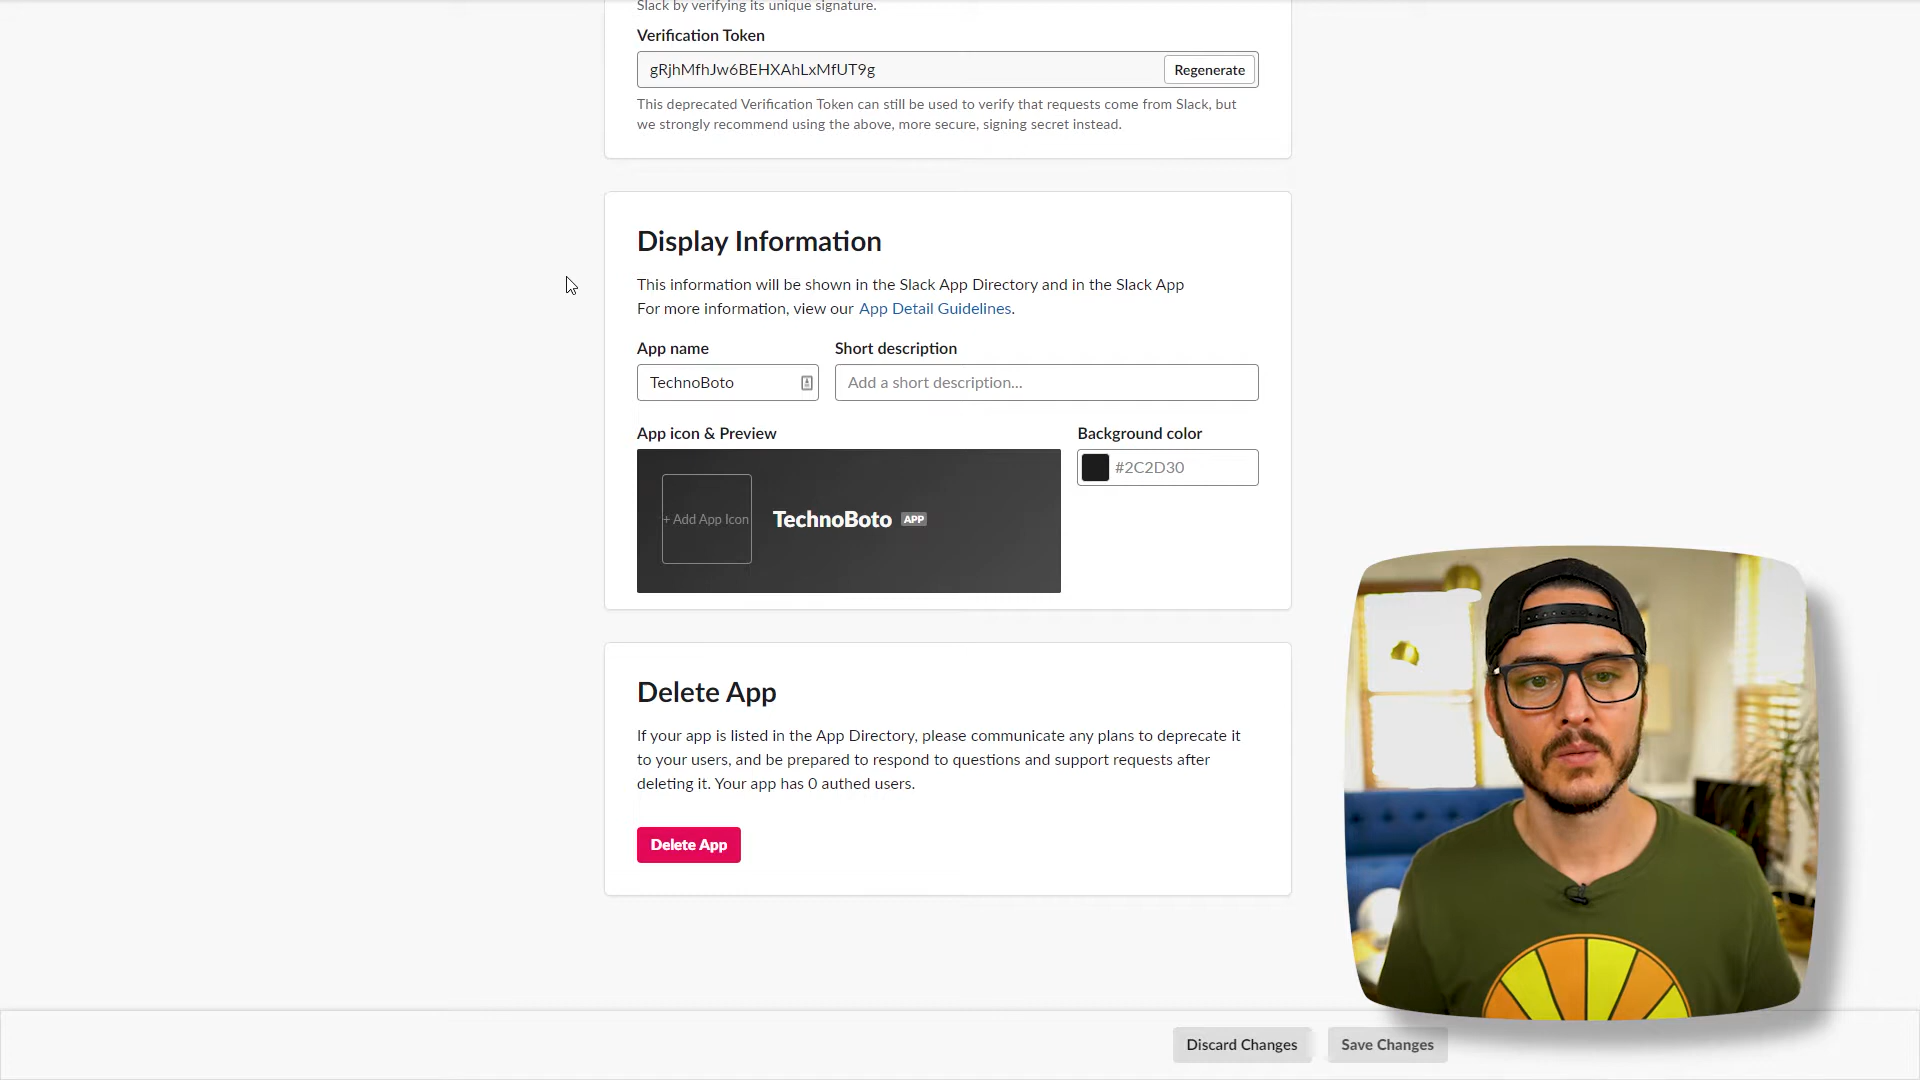 Slack by verifying its unique signature.
Verification Token
gRjhMfhJw6BEHXAhLxMfUT9g
Regenerate
This deprecated Verification Token can still be used to verify that requests come from Slack, but
we strongly recommend using the above, more secure, signing secret instead.
Display Information
This information will be shown in the Slack App Directory and in the Slack App
For more information, view our App Detail Guidelines.
App name
Short description
TechnoBoto
Add a short description...
App icon & Preview
Background color
#2C2D30
+ Add App Icon
TechnoBoto APP
Delete App
If your app is listed in the App Directory, please communicate any plans to deprecate it
to your users, and be prepared to respond to questions and support requests after
deleting it. Your app has 0 authed users.
Delete App
Discard Changes
Save Changes